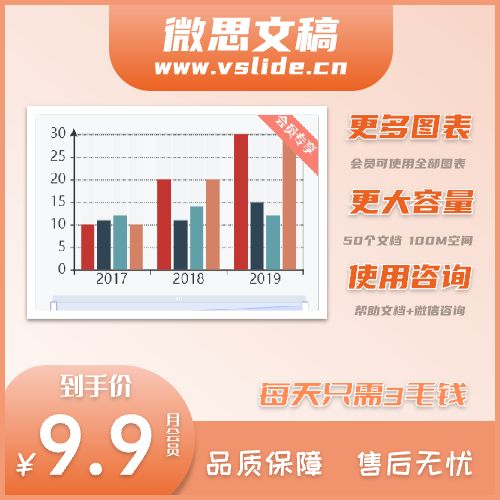 微思文稿
www.vslide.cn
会员专享
30
25
20
15
10
5
0
2017 2018 2019
更多图表
会员可使用全部图表
更大容量
50个文档 100M空间
使用咨询
帮助文档+微信咨询
到手价
¥9.9
月会员
每天只需3毛钱
品质保障 售后无忧